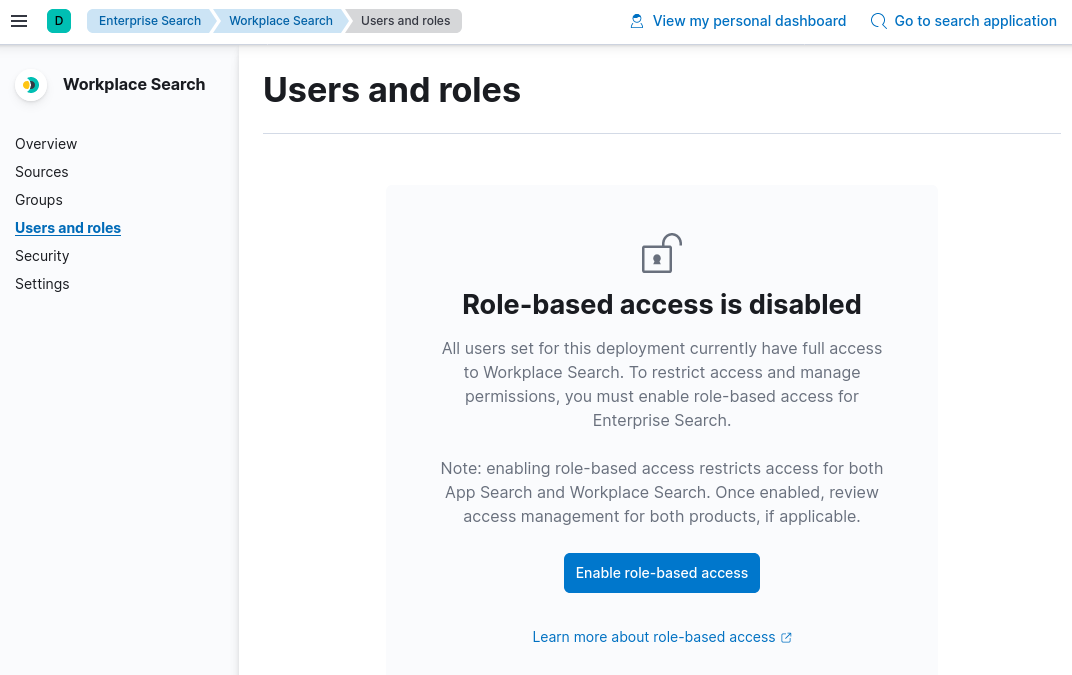 D
Enterprise Search
Workplace Search
Users and roles
View my personal dashboard
Go to search application
Workplace Search
Overview
Sources
Groups
Users and roles
Security
Settings
Users and roles
Role-based access is disabled
All users set for this deployment currently have full access
to Workplace Search. To restrict access and manage
permissions, you must enable role-based access for
Enterprise Search.
Note: enabling role-based access restricts access for both
App Search and Workplace Search. Once enabled, review
access management for both products, if applicable.
Enable role-based access
Learn more about role-based access